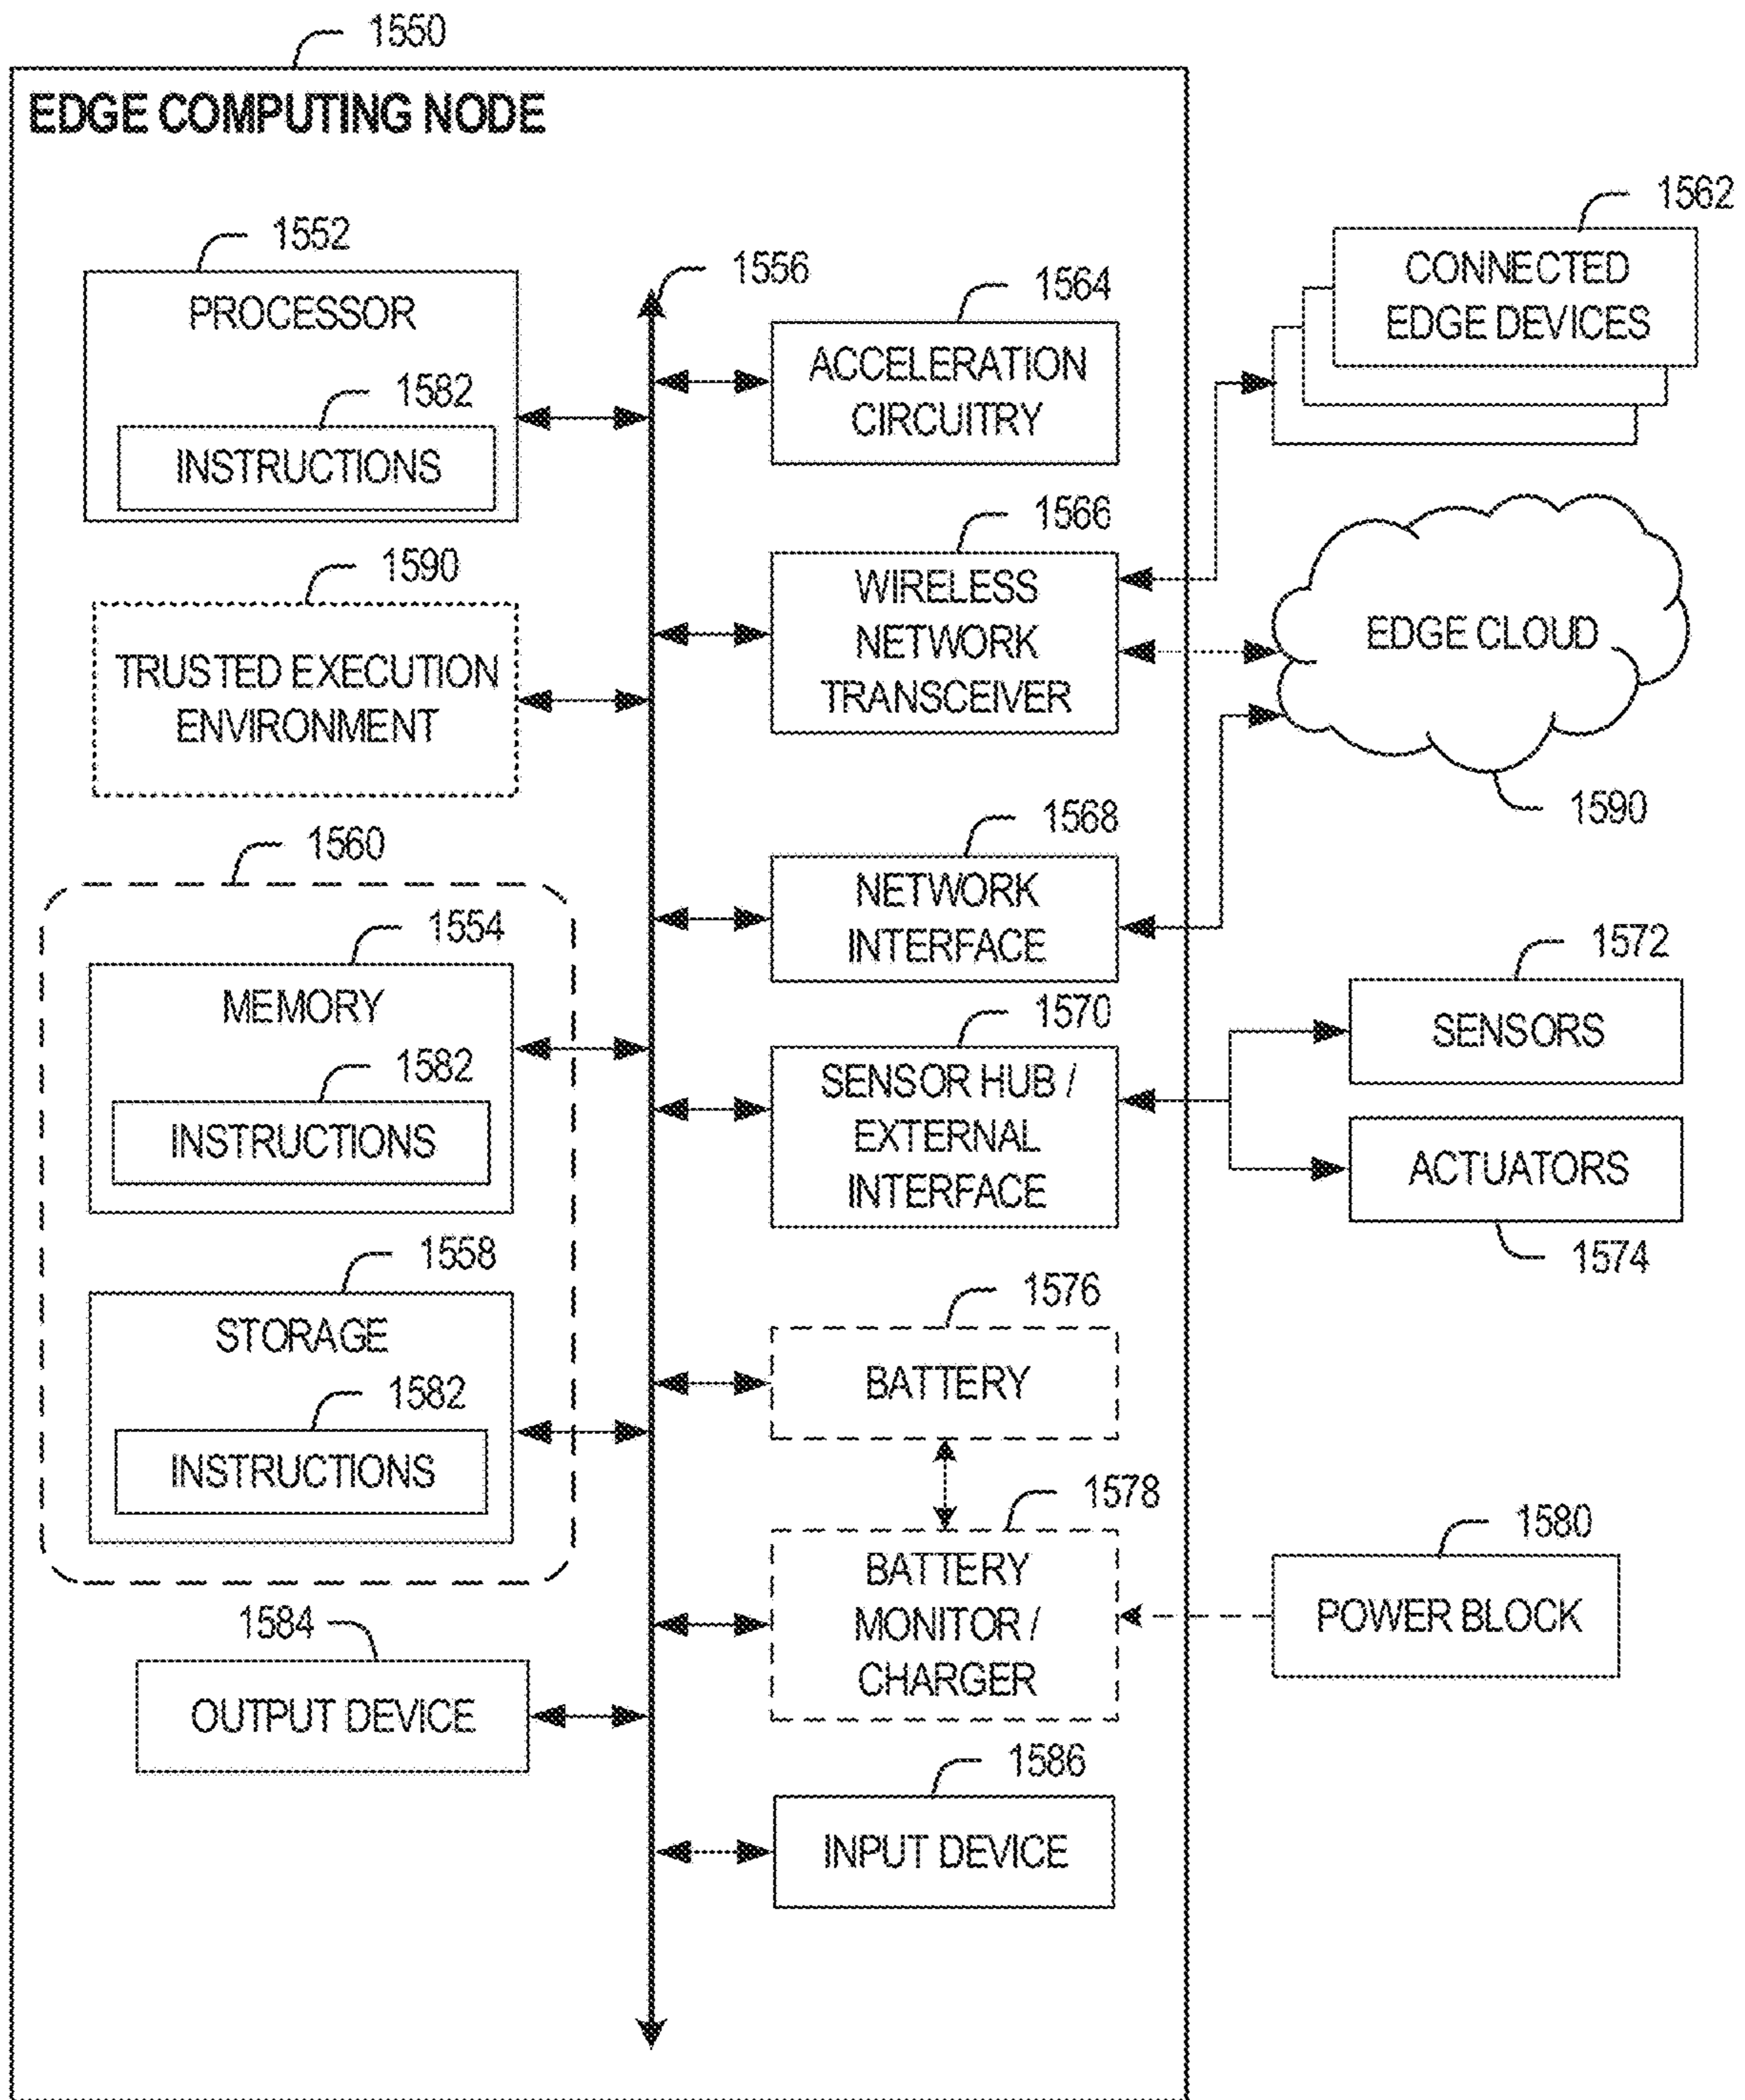 1550
EDGE COMPUTING NODE
1552
PROCESSOR
1582
INSTRUCTIONS
1590
TRUSTED EXECUTION
ENVIRONMENT
1560
1554
MEMORY
1582
INSTRUCTIONS
1558
STORAGE
1582
INSTRUCTIONS
1584
OUTPUT DEVICE
1556
1564
ACCELERATION
CIRCUITRY
1566
WIRELESS
NETWORK
TRANSCEIVER
1568
NETWORK
INTERFACE
1570
SENSOR HUB /
EXTERNAL
INTERFACE
1576
BATTERY
1578
BATTERY
MONITOR /
CHARGER
1586
INPUT DEVICE
1562
CONNECTED
EDGE DEVICES
EDGE CLOUD
1590
1572
SENSORS
ACTUATORS
1574
1580
POWER BLOCK